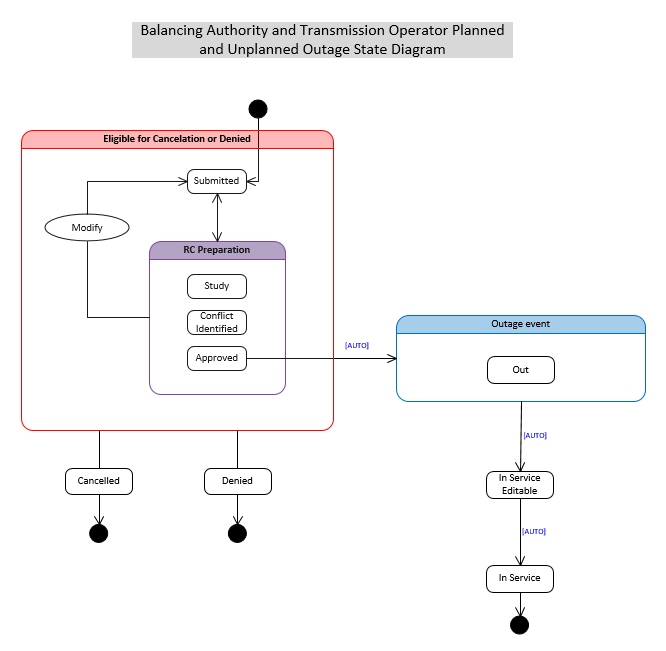 Balancing Authority and Transmission Operator Planned
and Unplanned Outage State Diagram
Eligible for Cancelation or Denied
Submitted
Modify
RC Preparation
Study
Conflict
Identified
Approved
[AUTO]
Outage event
Out
[AUTO]
Cancelled
Denied
In Service
Editable
[AUTO]
In Service